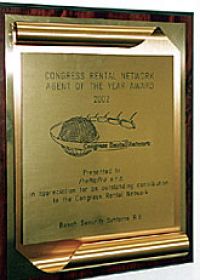 CONGRESS RENTAL NETWORK
AGENT OF THE YEAR AWARD
2002
Congress Rental Network
Presented to
s.r.o.
in appreciation for an outstanding contribution
to the Congress Rental Network
Bosch Security Systems B.V.